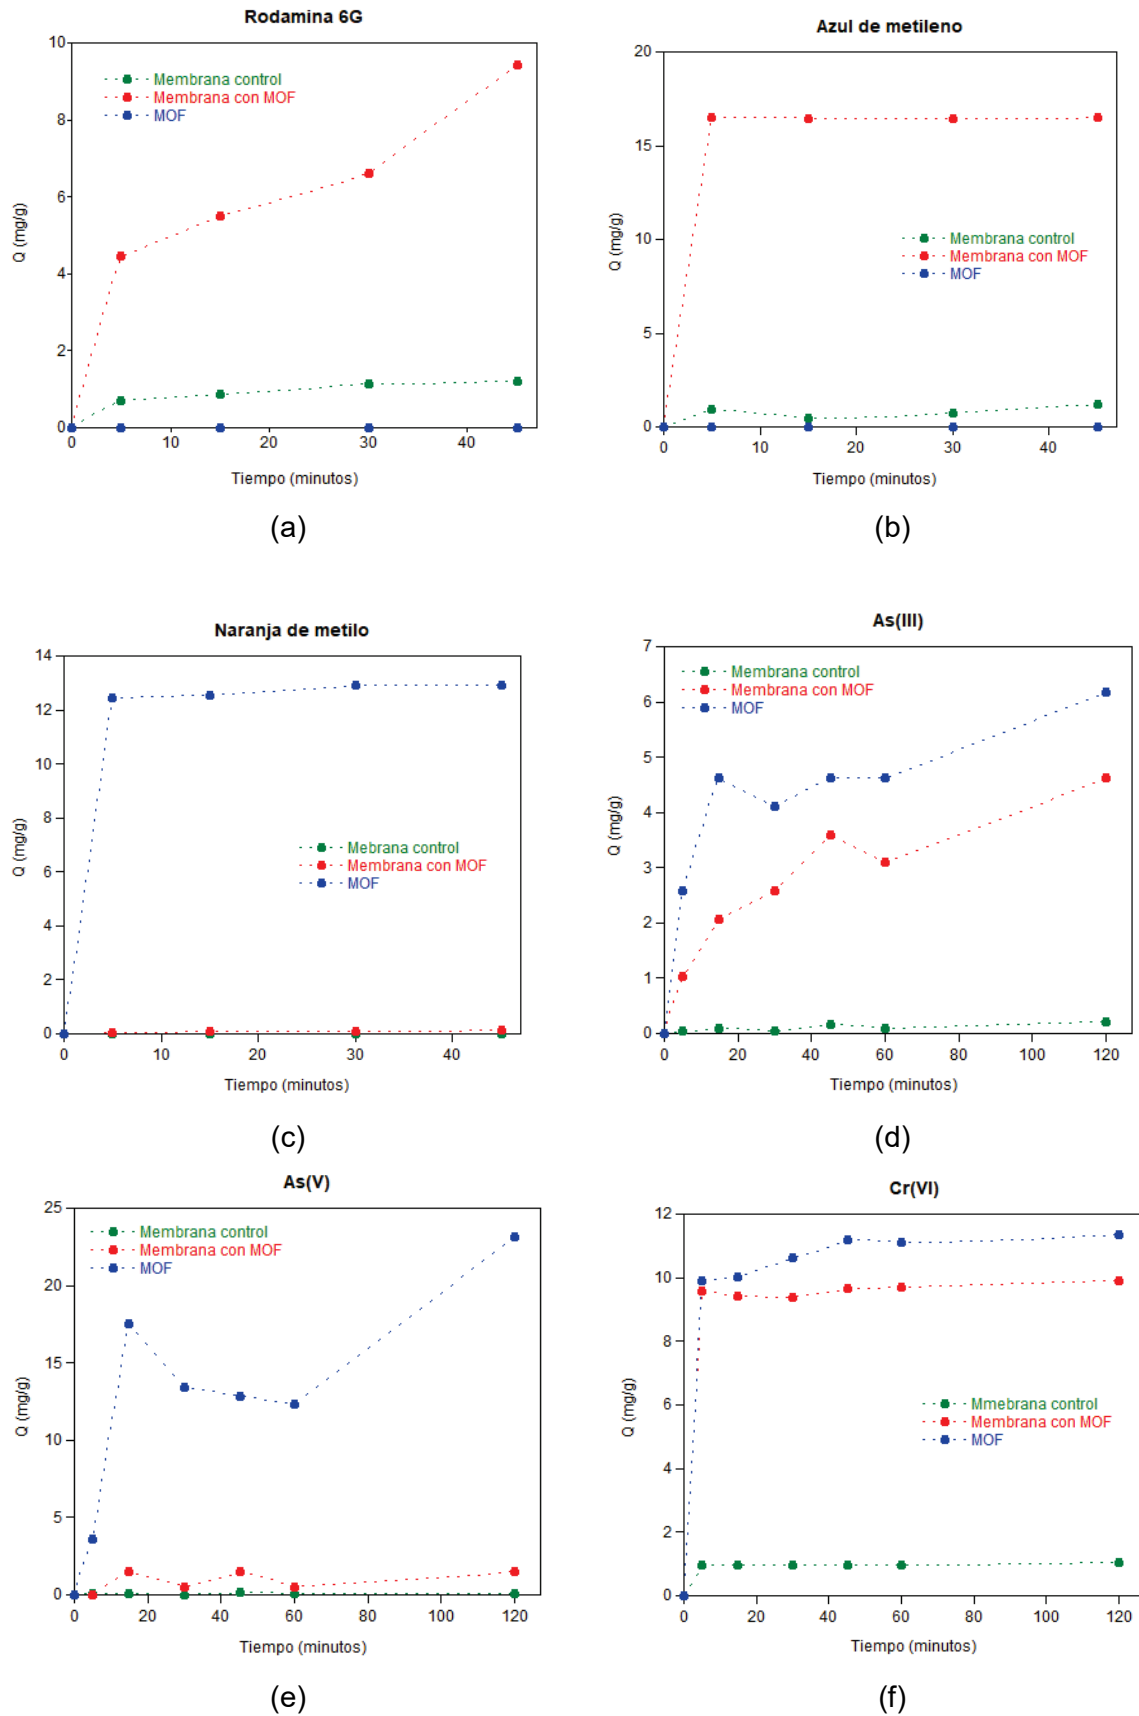 Rodamina 6G
10
8
6
4
2
0
Q (mg/g)
Membrana control
Membrana con MOF
MOF
0 10 20 30 40
Tiempo (minutos)
(a)
Azul de metileno
20
15
10
5
0
Q (mg/g)
Membrana control
Membrana con MOF
MOF
0 10 20 30 40
Tiempo (minutos)
(b)
Naranja de metilo
14
12
10
8
6
4
2
0
Q (mg/g)
Mebrana control
Membrana con MOF
MOF
0 10 20 30 40
Tiempo (minutos)
(c)
As(III)
7
6
5
4
3
2
1
0
Q (mg/g)
Membrana control
Membrana con MOF
MOF
0 20 40 60 80 100 120
Tiempo (minutos)
(d)
As(V)
25
20
15
10
5
0
Q (mg/g)
Membrana control
Membrana con MOF
MOF
0 20 40 60 80 100 120
Tiempo (minutos)
(e)
Cr(VI)
12
10
8
6
4
2
0
Q (mg/g)
Mmebrana control
Membrana con MOF
MOF
0 20 40 60 80 100 120
Tiempo (minutos)
(f)